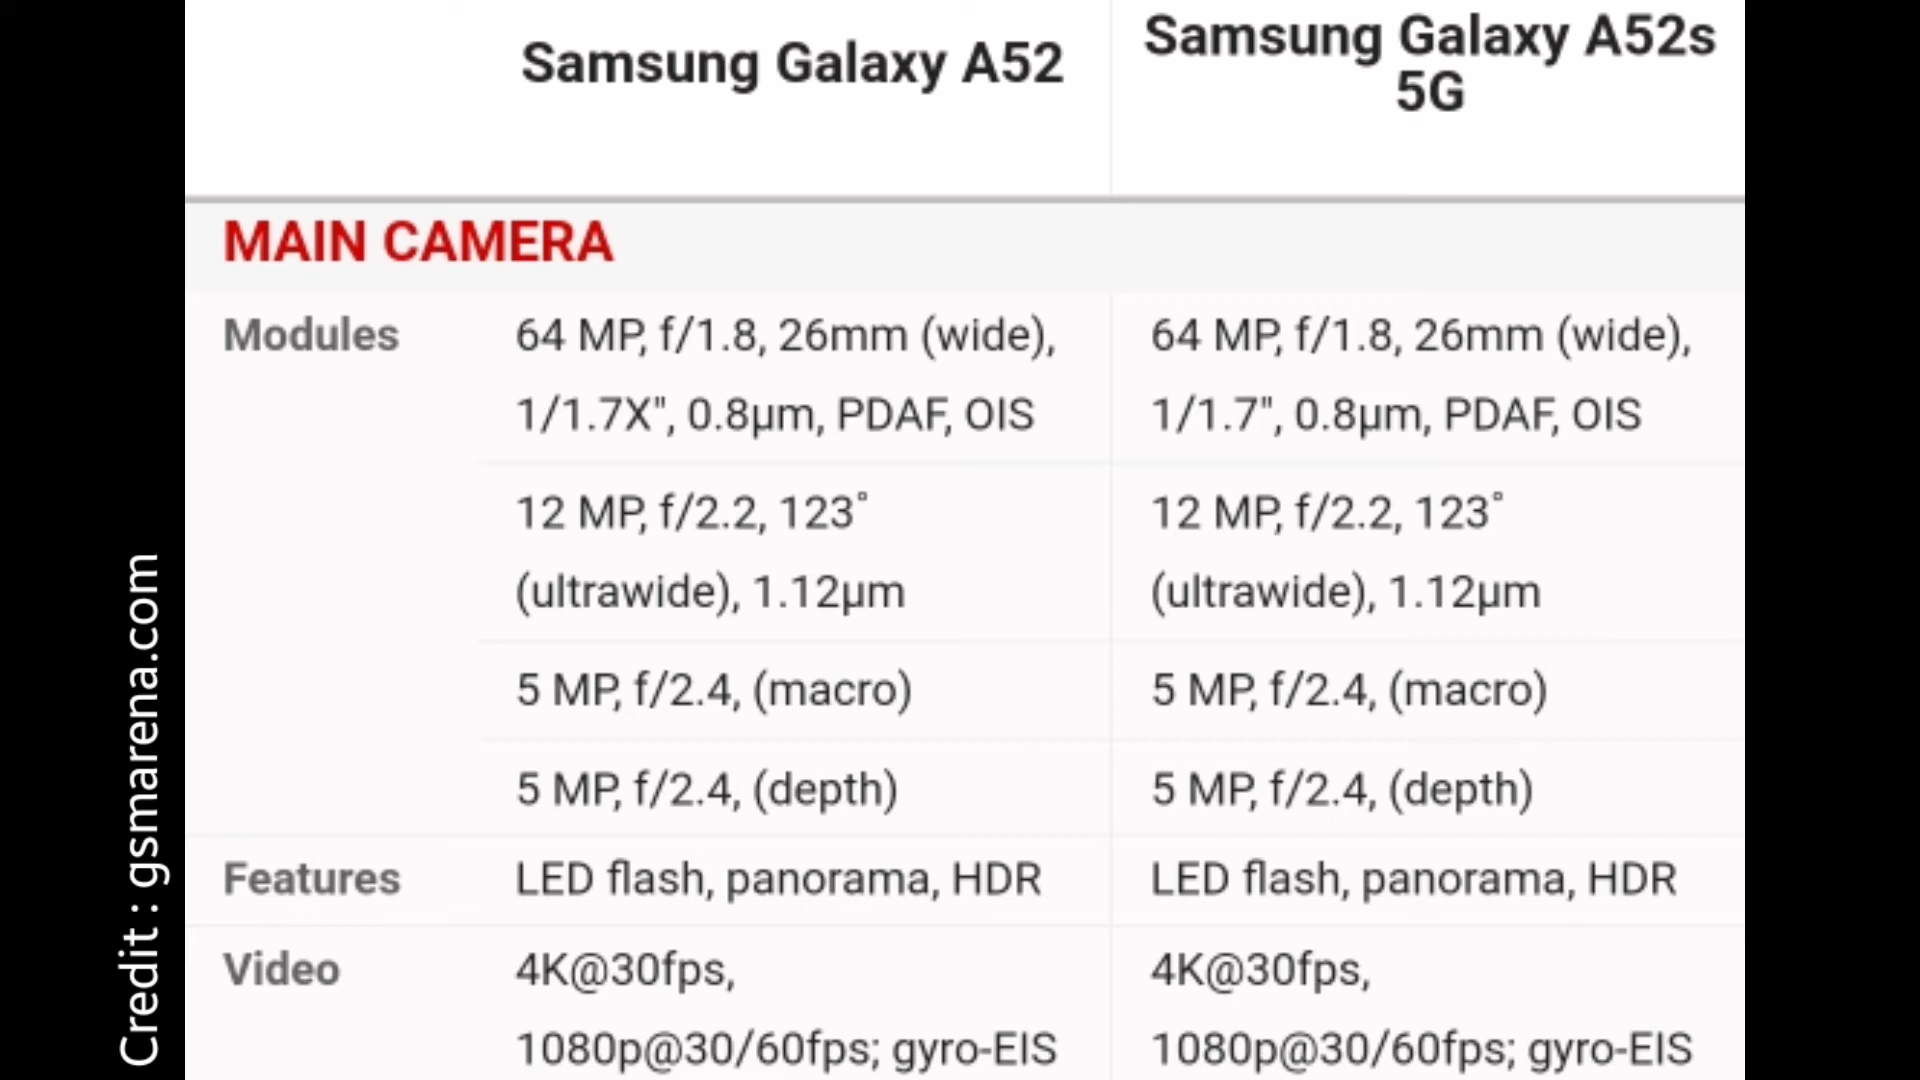 Samsung Galaxy A52
Samsung Galaxy A52s
5G
MAIN CAMERA
Modules
64 MP, f/1.8, 26mm (wide),
1/1.7X", 0.8µm, PDAF, OIS
64 MP, f/1.8, 26mm (wide),
1/1.7", 0.8µm, PDAF, OIS
12 MP, f/2.2, 123˚
(ultrawide), 1.12µm
12 MP, f/2.2, 123˚
(ultrawide), 1.12µm
5 MP, f/2.4, (macro)
5 MP, f/2.4, (macro)
5 MP, f/2.4, (depth)
5 MP, f/2.4, (depth)
Features
LED flash, panorama, HDR
LED flash, panorama, HDR
Video
4K@30fps,
1080p@30/60fps; gyro-EIS
4K@30fps,
1080p@30/60fps; gyro-EIS
Credit : gsmarena.com